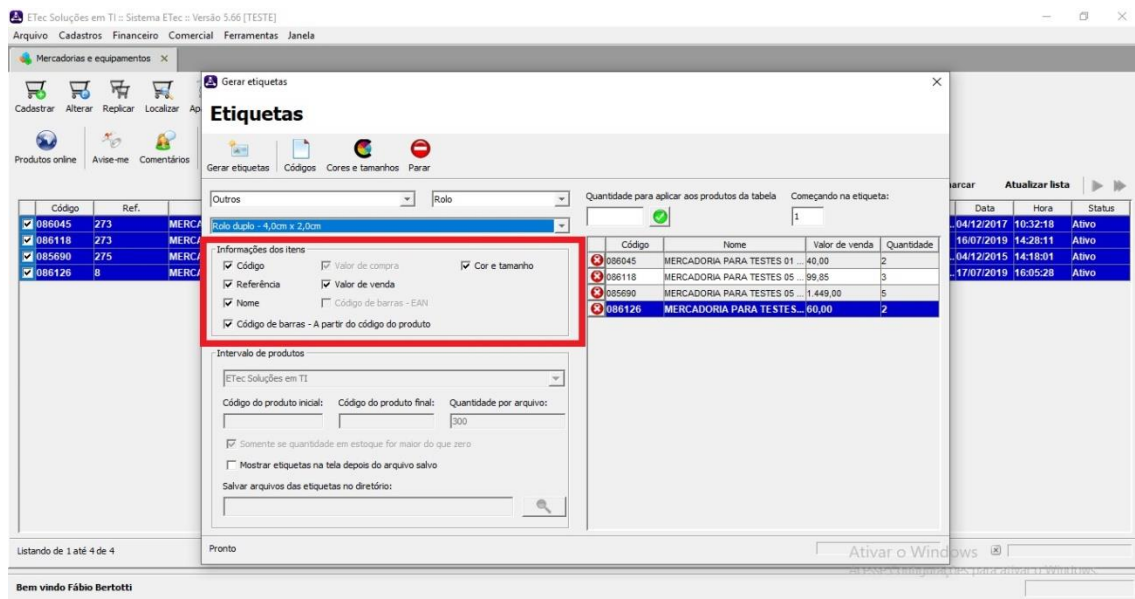 ETec Soluções em TI :: Sistema ETec :: Versão 5.66 [TESTE]
Arquivo Cadastros Financeiro Comercial Ferramentas Janela
Mercadorias e equipamentos
Cadastrar Alterar Replicar Localizar Ap
Produtos online Avise-me Comentários
Código Ref.
086045 273 MERCA
086118 273 MERCA
085690 275 MERCA
086126 8 MERCA
Gerar etiquetas
Etiquetas
Gerar etiquetas Códigos Cores e tamanhos Parar
Outros Rolo
Rolo duplo - 4,0cm x 2,0cm
Informações dos itens
Código Valor de compra Cor e tamanho
Referência Valor de venda
Nome Código de barras - EAN
Código de barras - A partir do código do produto
Intervalo de produtos
ETec Soluções em TI
Código do produto inicial: Código do produto final: Quantidade por arquivo:
300
Somente se quantidade em estoque for maior do que zero
Mostrar etiquetas na tela depois do arquivo salvo
Salvar arquivos das etiquetas no diretório:
Pronto
Quantidade para aplicar aos produtos da tabela Começando na etiqueta:
1
Código Nome Valor de venda Quantidade
086045 MERCADORIA PARA TESTES 01 ... 40,00 2
086118 MERCADORIA PARA TESTES 05 ... 99,85 3
085690 MERCADORIA PARA TESTES 05 ... 1.449,00 5
086126 MERCADORIA PARA TESTES... 60,00 2
arcar Atualizar lista
Data Hora Status
04/12/2017 10:32:18 Ativo
16/07/2019 14:28:11 Ativo
04/12/2015 14:18:01 Ativo
17/07/2019 16:05:28 Ativo
Listando de 1 até 4 de 4
Ativar o Windows
Bem vindo Fábio Bertotti